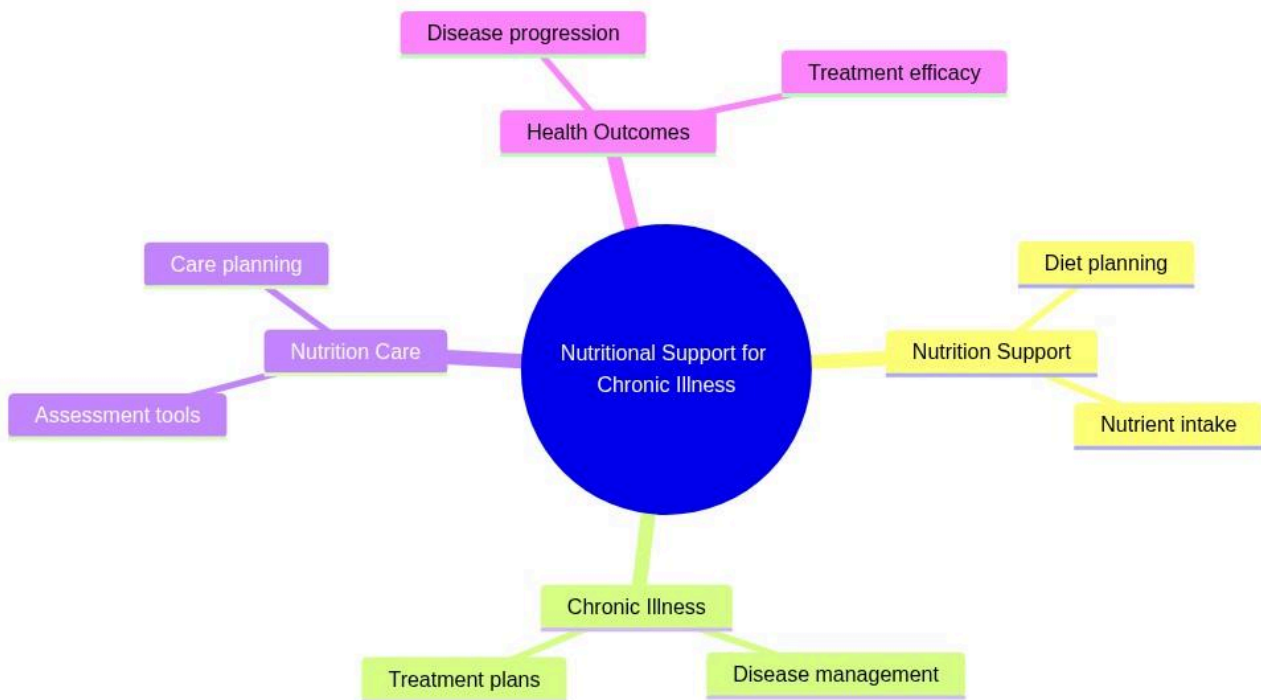 Disease progression
Treatment efficacy
Health Outcomes
Care planning
Diet planning
Nutrition Care
Nutritional Support for
Chronic Illness
Nutrition Support
Assessment tools
Nutrient intake
Chronic Illness
Treatment plans
Disease management